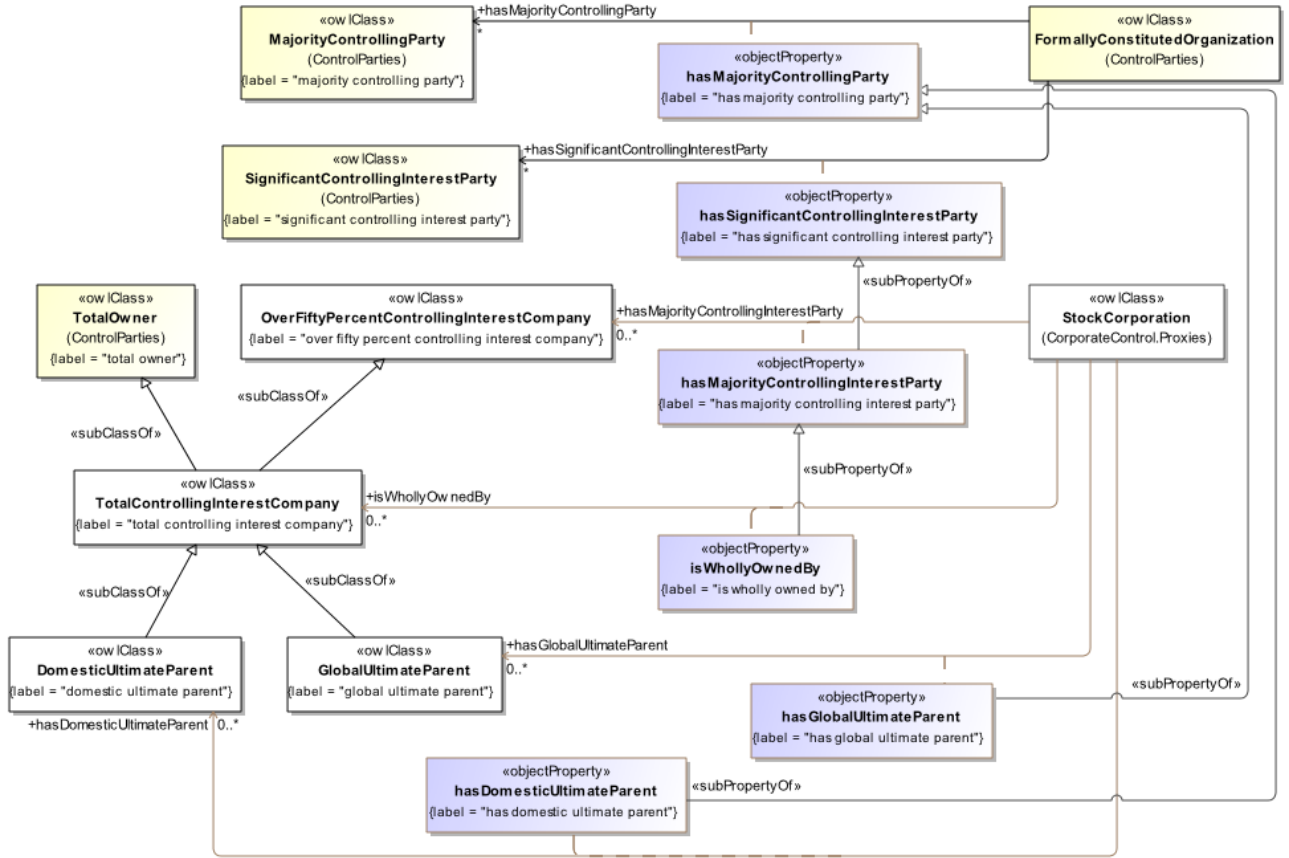 +hasMajorityControllingParty
«owlClass»
MajorityControllingParty
(ControlParties)
{label = "majority controlling party"}
*
«owlClass»
FormallyConstitutedOrganization
(ControlParties)
«objectProperty»
hasMajorityControllingParty
{label = "has majority controlling party"}
+hasSignificantControllingInterestParty
*
«owlClass»
SignificantControllingInterestParty
(ControlParties)
{label = "significant controlling interest party"}
«objectProperty»
hasSignificantControllingInterestParty
{label = "has significant controlling interest party"}
«subPropertyOf»
«owlClass»
TotalOwner
(ControlParties)
{label = "total owner"}
«owlClass»
OverFiftyPercentControllingInterestCompany
{label = "over fifty percent controlling interest company"}
+hasMajorityControllingInterestParty
0..*
«owlClass»
StockCorporation
(CorporateControl.Proxies)
«objectProperty»
hasMajorityControllingInterestParty
{label = "has majority controlling interest party"}
«subClassOf»
«subClassOf»
«subPropertyOf»
«owlClass»
TotalControllingInterestCompany
{label = "total controlling interest company"}
+isWhollyOwnedBy
0..*
«objectProperty»
isWhollyOwnedBy
{label = "is wholly owned by"}
«subClassOf»
«subClassOf»
«owlClass»
DomesticUltimateParent
{label = "domestic ultimate parent"}
«owlClass»
GlobalUltimateParent
{label = "global ultimate parent"}
+hasGlobalUltimateParent
0..*
«objectProperty»
hasGlobalUltimateParent
{label = "has global ultimate parent"}
«subPropertyOf»
+hasDomesticUltimateParent 0..*
«objectProperty»
hasDomesticUltimateParent
{label = "has domestic ultimate parent"}
«subPropertyOf»